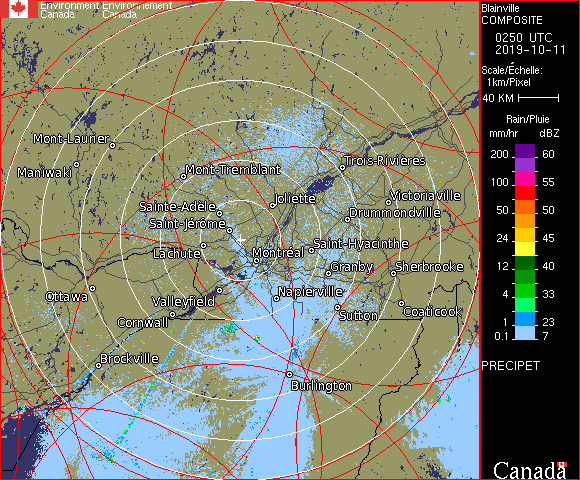 Environment Environnement
Canada Canada
Blainville
COMPOSITE
0250 UTC
2019-10-11
Scale/Échelle:
1km/Pixel
40 KM
Rain/Pluie
mm/hr dBZ
200 60
100 55
50 50
24 45
12 40
4 33
1 23
0.1 7
PRECIPET
Canada
Mont-Laurier
Maniwaki
Mont-Tremblant
Trois-Rivières
Joliette
Victoriaville
Sainte-Adele
Drummondville
Saint-Jérôme
Saint-Hyacinthe
Lachute
Montréal
Granby
Sherbrooke
Ottawa
Valleyfield
Napierville
Cornwall
Sutton
Coaticook
Brockville
Burlington